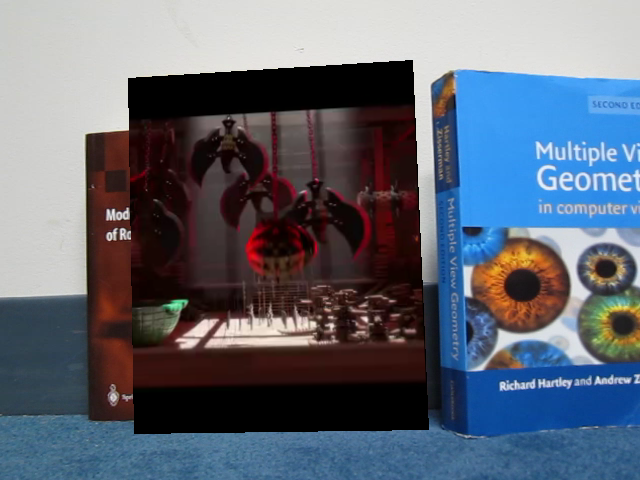 Mod
of Ro
Hartley and
Zisserman
Multiple View Geometry
SECOND ED
Multiple Vi
Geomet
in computer vi
Richard Hartley and Andrew Z